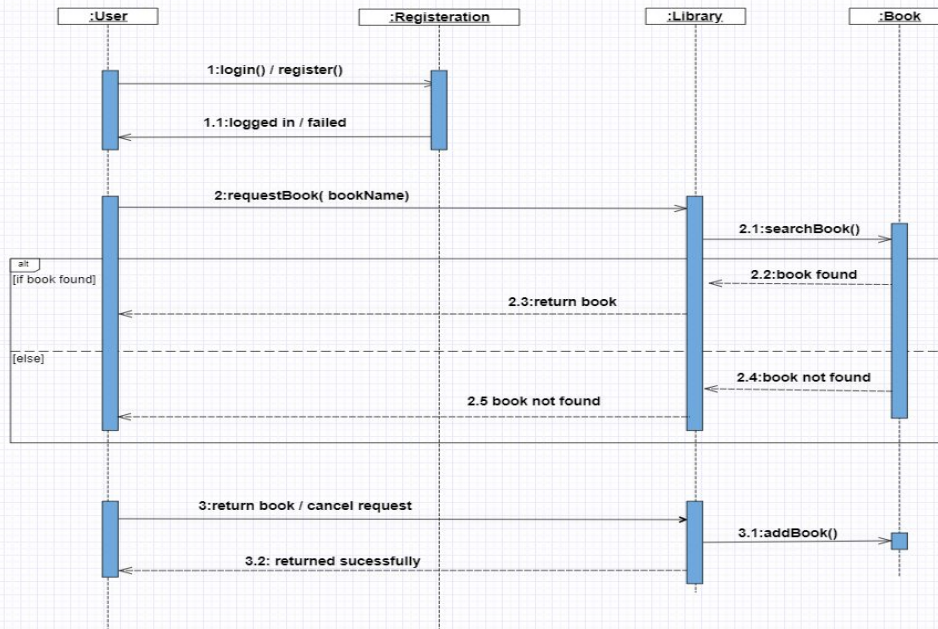 :User
:Registeration
:Library
:Book
1:login() / register()
1.1:logged in / failed
2:requestBook( bookName)
2.1:searchBook()
alt
[if book found]
2.2:book found
2.3:return book
[else]
2.4:book not found
2.5 book not found
3:return book / cancel request
3.1:addBook()
3.2: returned sucessfully